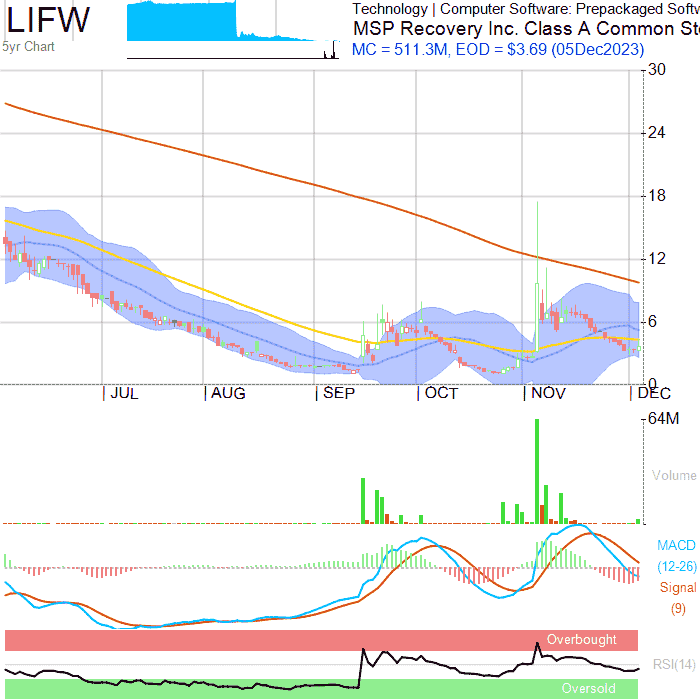 LIFW
5yr Chart
Technology | Computer Software: Prepackaged Softw
MSP Recovery Inc. Class A Common Sto
MC = 511.3M, EOD = $3.69 (05Dec2023)
30
24
18
12
6
0
JUL AUG SEP OCT NOV DEC
64M
Volume
MACD
(12-26)
Signal
(9)
Overbought
RSI(14)
Oversold